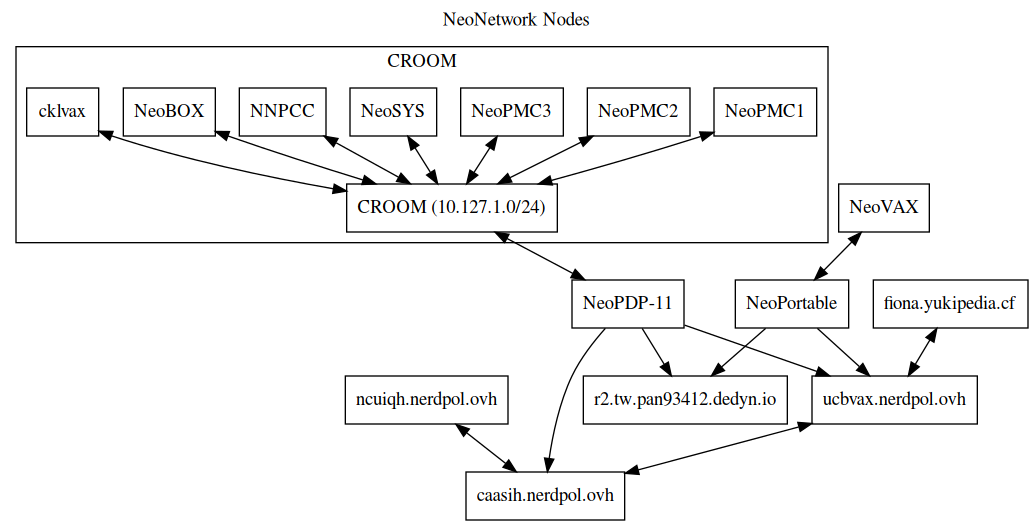 NeoNetwork Nodes
CROOM
cklvax
NeoBOX
NNPCC
NeoSYS
NeoPMC3
NeoPMC2
NeoPMC1
CROOM (10.127.1.0/24)
NeoVAX
NeoPDP-11
NeoPortable
fiona.yukipedia.cf
ncuiqh.nerdpol.ovh
r2.tw.pan93412.dedyn.io
ucbvax.nerdpol.ovh
caasih.nerdpol.ovh